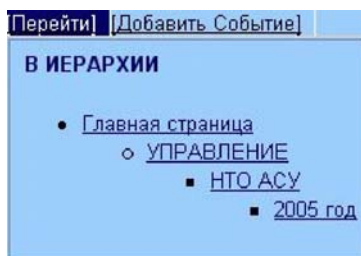 [Перейти] [Добавить Событие]
В ИЕРАРХИИ
Главная страница
УПРАВЛЕНИЕ
НТО АСУ
2005 год